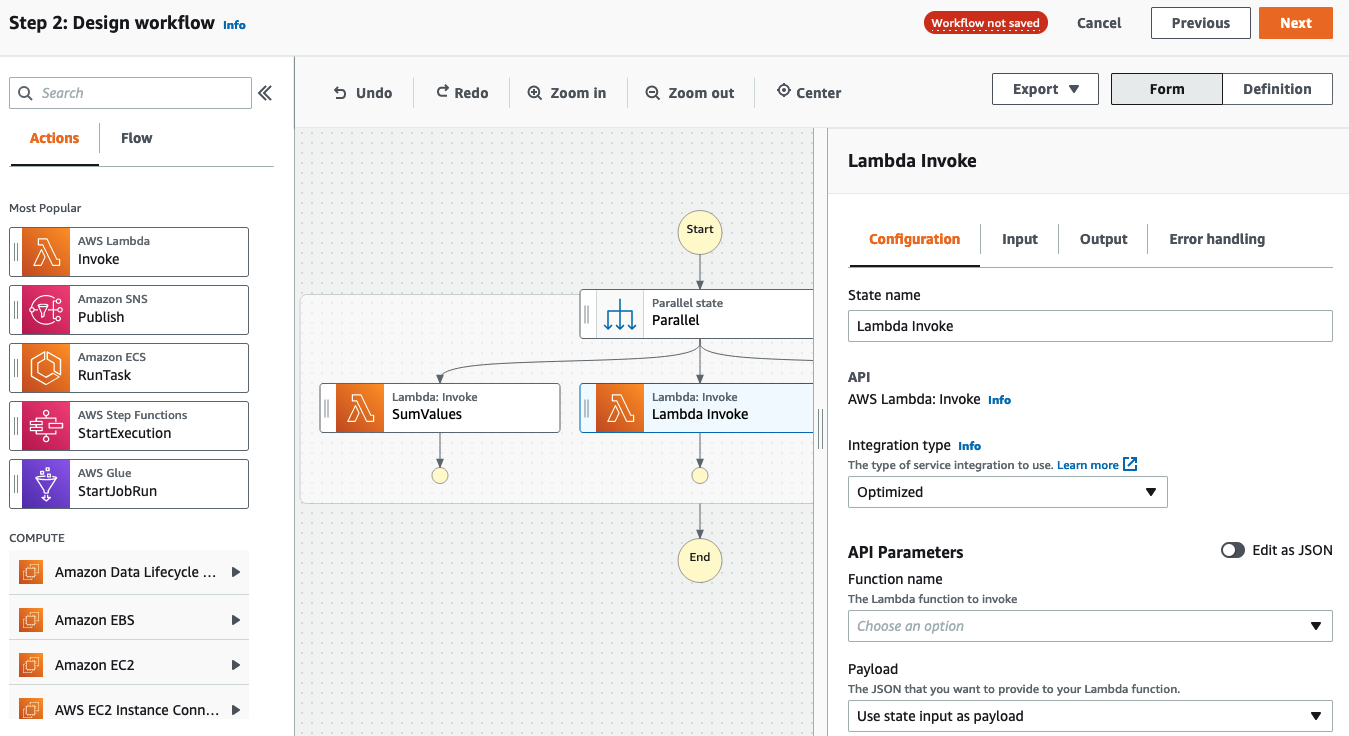 Step 2: Design workflow Info
Workflow not saved
Cancel
Previous
Next
Search
Actions
Flow
Most Popular
AWS Lambda
Invoke
Amazon SNS
Publish
Amazon ECS
RunTask
AWS Step Functions
StartExecution
AWS Glue
StartJobRun
COMPUTE
Amazon Data Lifecycle ...
Amazon EBS
Amazon EC2
AWS EC2 Instance Conn...
Undo
Redo
Zoom in
Zoom out
Center
Export
Form
Definition
Start
Parallel state
Parallel
Lambda: Invoke
SumValues
Lambda: Invoke
Lambda Invoke
End
Lambda Invoke
Configuration
Input
Output
Error handling
State name
Lambda Invoke
API
AWS Lambda: Invoke Info
Integration type Info
The type of service integration to use. Learn more
Optimized
API Parameters
Edit as JSON
Function name
The Lambda function to invoke
Choose an option
Payload
The JSON that you want to provide to your Lambda function.
Use state input as payload